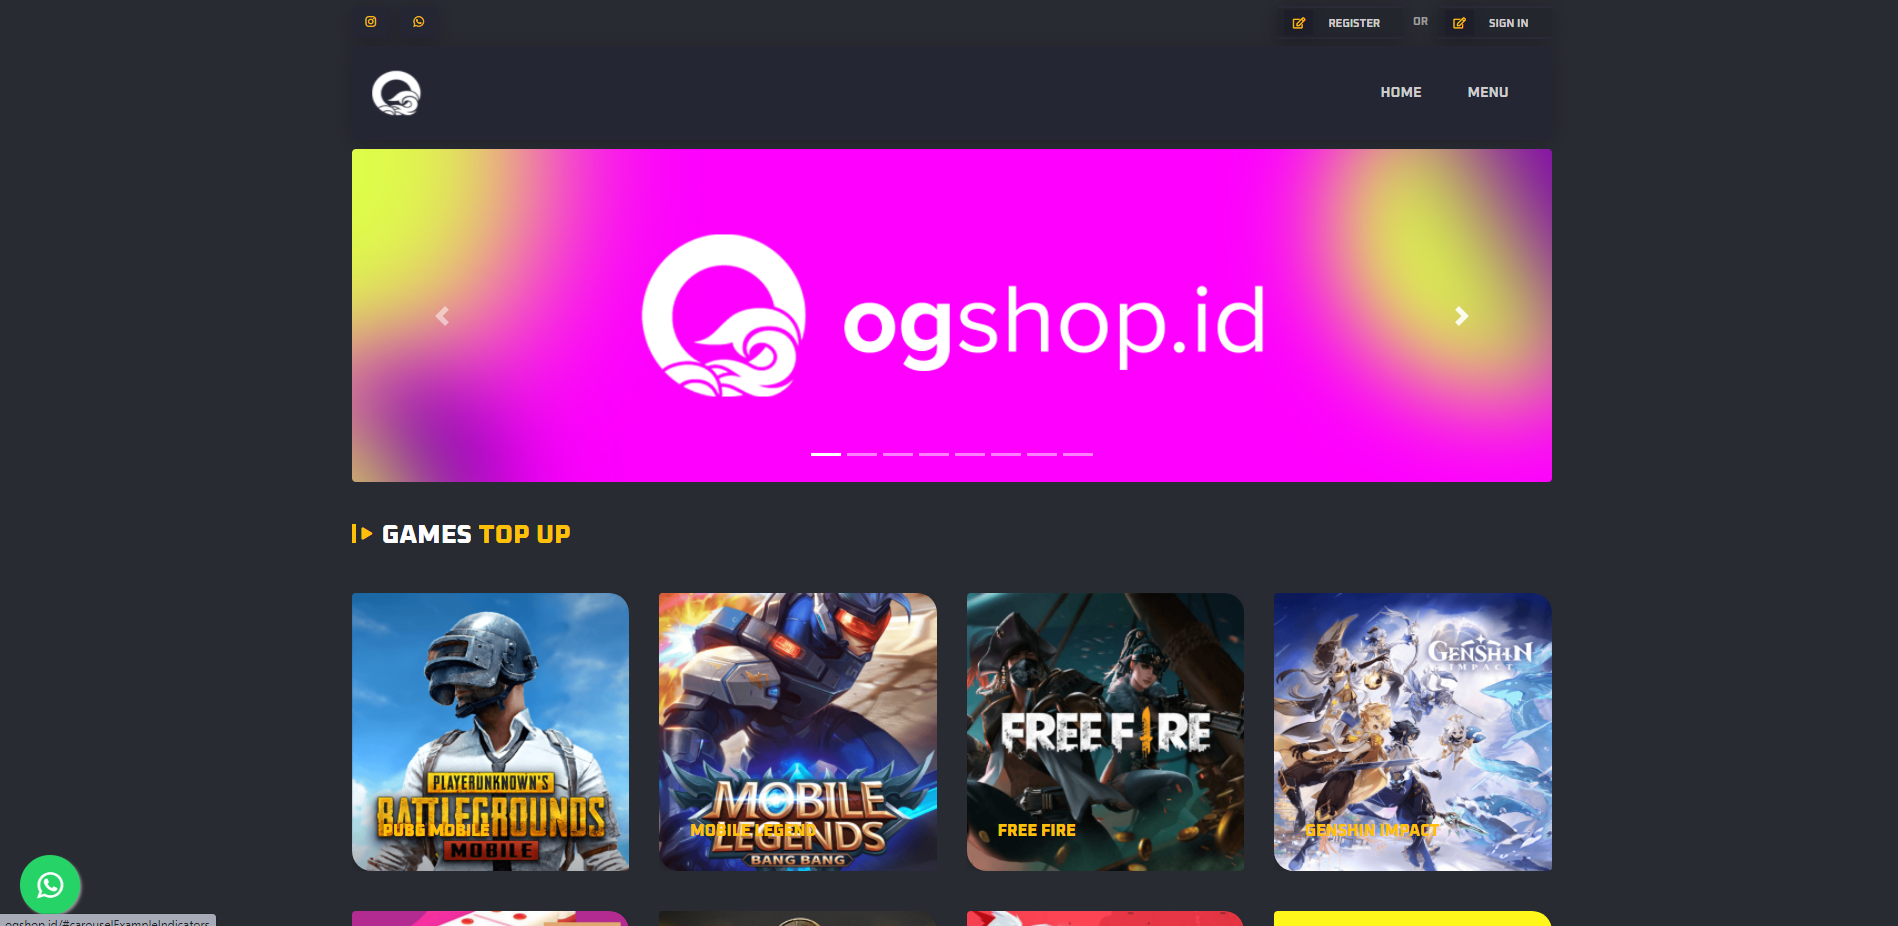 REGISTER
OR
SIGN IN
HOME
MENU
ogshop.id
GAMES TOP UP
PLAYERUNKNOWN'S
BATTLEGROUNDS
PUBG MOBILE
MOBILE
MOBILE
LEGENDS
MOBILE LEGEND
BANG BANG
FREE FIRE
FREE FIRE
GENSHIN
IMPACT
GENSHIN IMPACT
ogshop.id/#carouselExampleIndicators